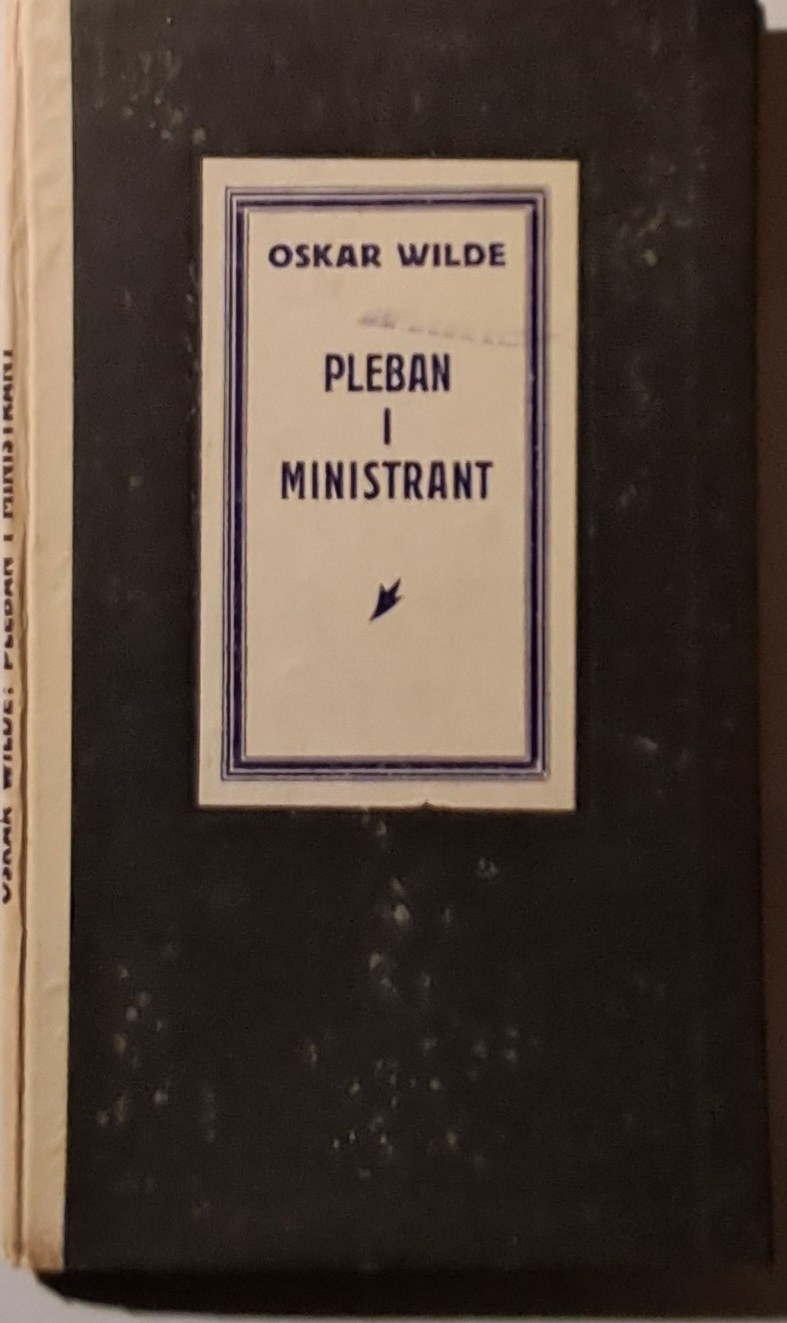 OSKAR WILDE
PLEBAN
I
MINISTRANT
OSKAR WILDE: PLEBAN I MINISTRANT